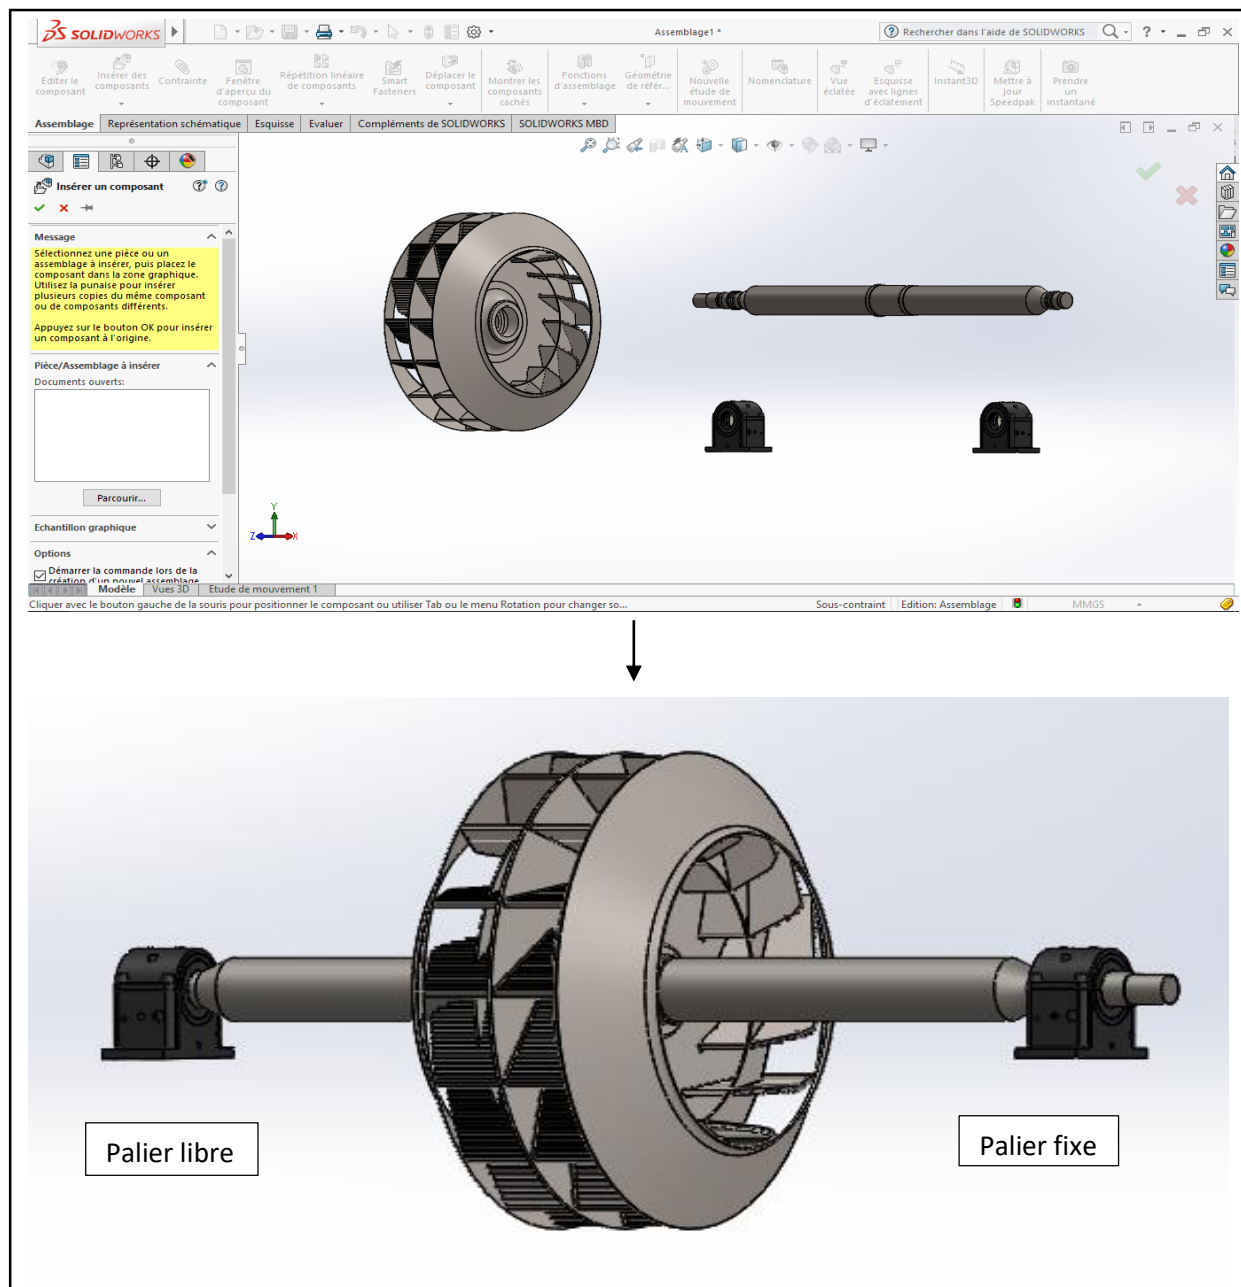 SOLIDWORKS
Assemblage1 *
Rechercher dans l'aide de SOLIDWORKS
Editer le composant
Insérer des composants
Contrainte
Fenêtre d'aperçu du composant
Répétition linéaire de composants
Smart Fasteners
Déplacer le composant
Montrer les composants cachés
Fonctions d'assemblage
Géométrie de référ...
Nouvelle étude de mouvement
Nomenclature
Vue éclatée
Esquisse avec lignes d'éclatement
Instant3D
Mettre à jour Speedpak
Prendre un instantané
Assemblage Représentation schématique Esquisse Evaluer Compléments de SOLIDWORKS SOLIDWORKS MBD
Insérer un composant
Message
Sélectionnez une pièce ou un
assemblage à insérer, puis placez le
composant dans la zone graphique.
Utilisez la punaise pour insérer
plusieurs copies du même composant
ou de composants différents.
Appuyez sur le bouton OK pour insérer
un composant à l'origine.
Pièce/Assemblage à insérer
Documents ouverts:
Parcourir...
Echantillon graphique
Options
Démarrer la commande lors de la
création d'un nouvel assemblage
Y
Z X
Modèle Vues 3D Etude de mouvement 1
Cliquer avec le bouton gauche de la souris pour positionner le composant ou utiliser Tab ou le menu Rotation pour changer so...
Sous-contraint Edition: Assemblage MMGS
Palier libre
Palier fixe